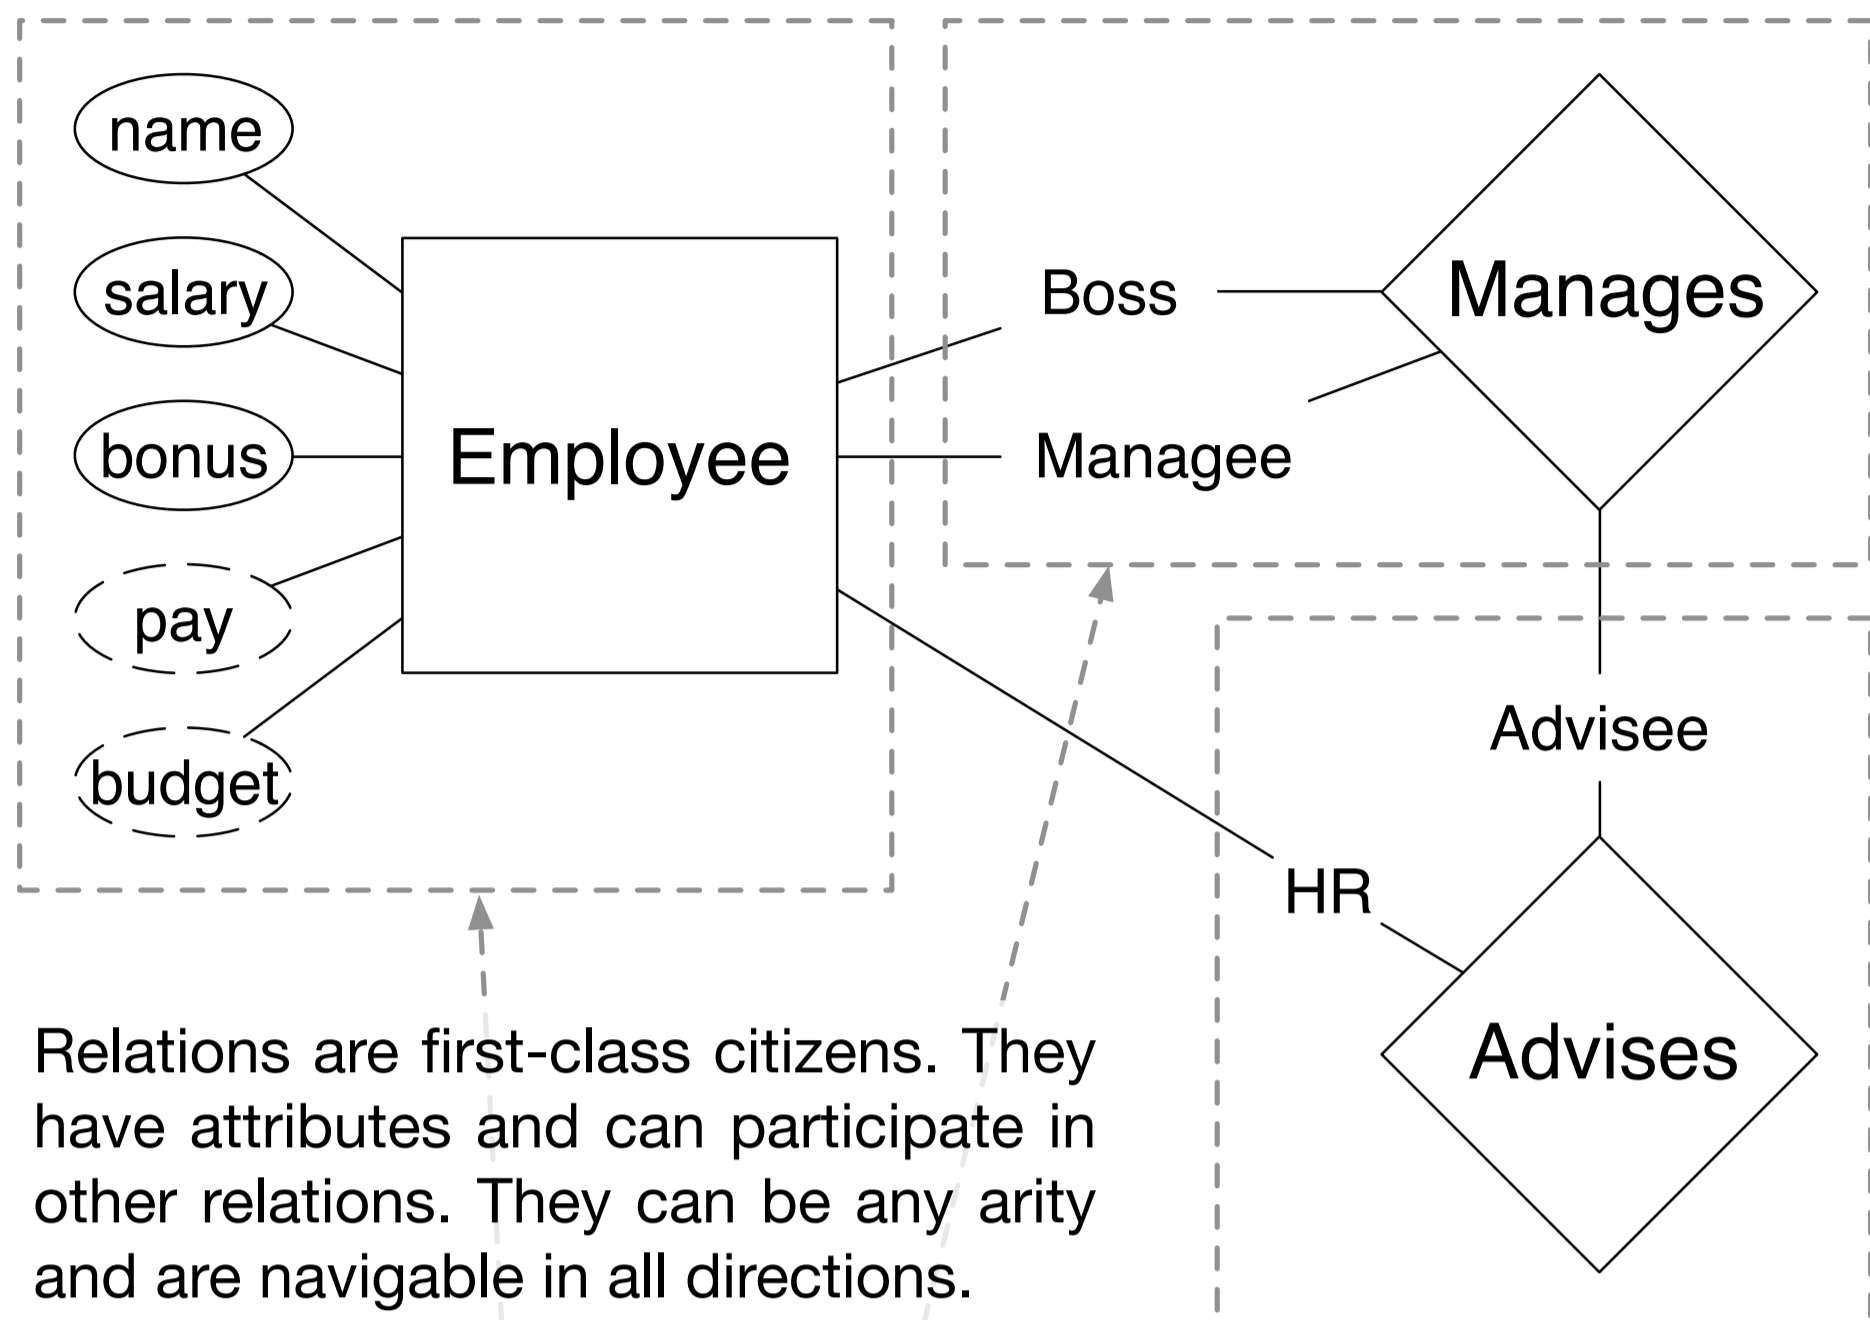 name
salary
bonus
pay
budget
Employee
Boss
Managee
Manages
Advisee
HR
Advises
Relations are first-class citizens. They
have attributes and can participate in
other relations. They can be any arity
and are navigable in all directions.